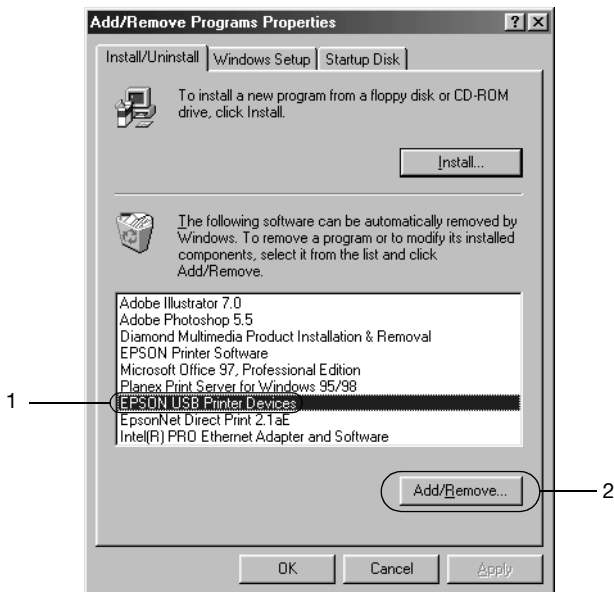 Add/Remove Programs Properties
Install/Uninstall Windows Setup Startup Disk
To install a new program from a floppy disk or CD-ROM
drive, click Install.
Install...
The following software can be automatically removed by
Windows. To remove a program or to modify its installed
components, select it from the list and click
Add/Remove.
Adobe Illustrator 7.0
Adobe Photoshop 5.5
Diamond Multimedia Product Installation & Removal
EPSON Printer Software
Microsoft Office 97, Professional Edition
Planex Print Server for Windows 95/98
1 EPSON USB Printer Devices
EpsonNet Direct Print 2.1aE
Intel(R) PRO Ethernet Adapter and Software
Add/Remove... 2
OK Cancel Apply